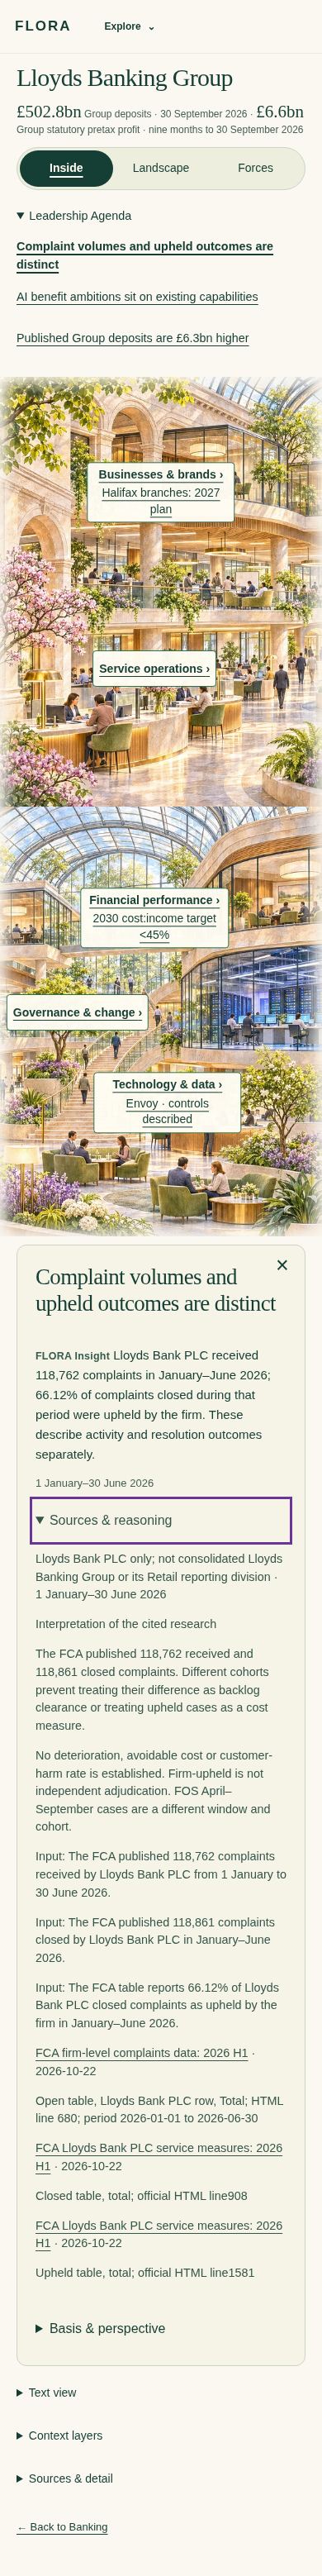 FLORA
Explore ⌄
Lloyds Banking Group
£502.8bn Group deposits · 30 September 2026 · £6.6bn
Group statutory pretax profit · nine months to 30 September 2026
Inside
Landscape
Forces
▼ Leadership Agenda
Complaint volumes and upheld outcomes are
distinct
AI benefit ambitions sit on existing capabilities
Published Group deposits are £6.3bn higher
Businesses & brands ›
Halifax branches: 2027
plan
Service operations ›
Financial performance ›
2030 cost:income target
<45%
Governance & change ›
Technology & data ›
Envoy · controls
described
✕
Complaint volumes and
upheld outcomes are distinct
FLORA Insight Lloyds Bank PLC received
118,762 complaints in January–June 2026;
66.12% of complaints closed during that
period were upheld by the firm. These
describe activity and resolution outcomes
separately.
1 January–30 June 2026
▼ Sources & reasoning
Lloyds Bank PLC only; not consolidated Lloyds
Banking Group or its Retail reporting division ·
1 January–30 June 2026
Interpretation of the cited research
The FCA published 118,762 received and
118,861 closed complaints. Different cohorts
prevent treating their difference as backlog
clearance or treating upheld cases as a cost
measure.
No deterioration, avoidable cost or customer-
harm rate is established. Firm-upheld is not
independent adjudication. FOS April–
September cases are a different window and
cohort.
Input: The FCA published 118,762 complaints
received by Lloyds Bank PLC from 1 January to
30 June 2026.
Input: The FCA published 118,861 complaints
closed by Lloyds Bank PLC in January–June
2026.
Input: The FCA table reports 66.12% of Lloyds
Bank PLC closed complaints as upheld by the
firm in January–June 2026.
FCA firm-level complaints data: 2026 H1 ·
2026-10-22
Open table, Lloyds Bank PLC row, Total; HTML
line 680; period 2026-01-01 to 2026-06-30
FCA Lloyds Bank PLC service measures: 2026
H1 · 2026-10-22
Closed table, total; official HTML line908
FCA Lloyds Bank PLC service measures: 2026
H1 · 2026-10-22
Upheld table, total; official HTML line1581
▶ Basis & perspective
▶ Text view
▶ Context layers
▶ Sources & detail
← Back to Banking